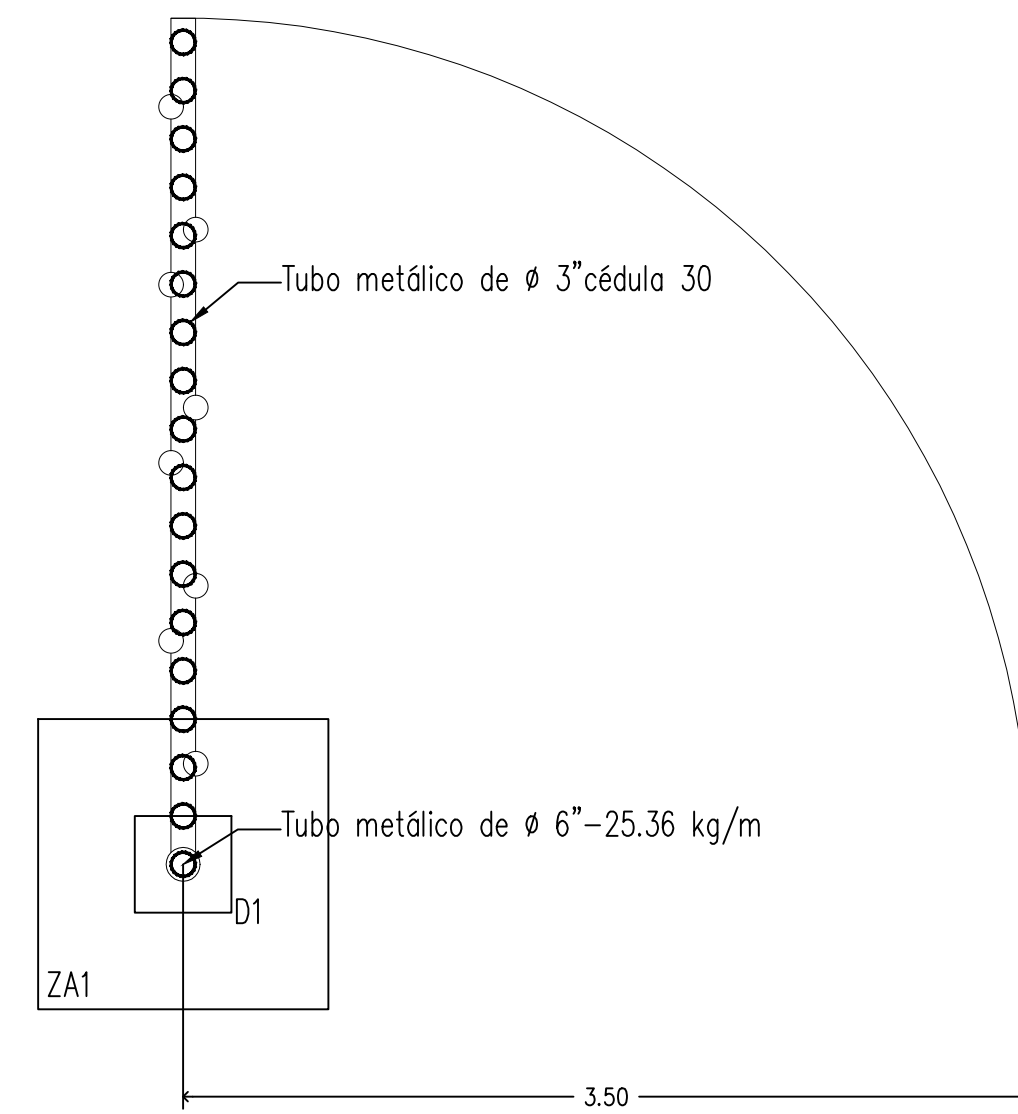 Tubo metálico de ø 3”cédula 30
Tubo metálico de ø 6”–25.36 kg/m
D1
ZA1
3.50